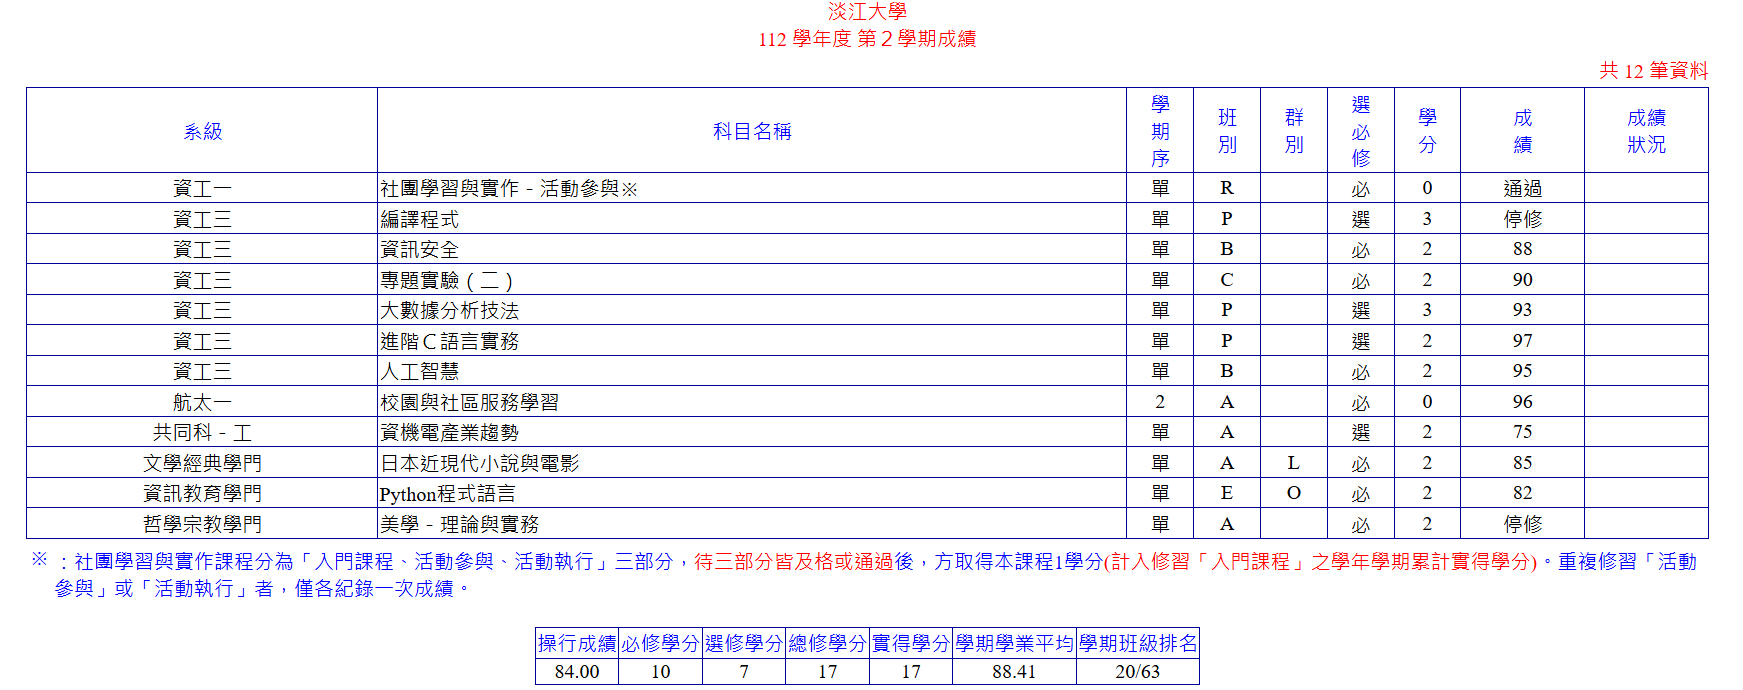 淡江大學
112 學年度 第２學期成績
共 12 筆資料
系級 科目名稱 學期序 班別 群別 選必修 學分 成績 成績狀況
資工一 社團學習與實作－活動參與※ 單 R 必 0 通過
資工三 編譯程式 單 P 選 3 停修
資工三 資訊安全 單 B 必 2 88
資工三 專題實驗（二） 單 C 必 2 90
資工三 大數據分析技法 單 P 選 3 93
資工三 進階Ｃ語言實務 單 P 選 2 97
資工三 人工智慧 單 B 必 2 95
航太一 校園與社區服務學習 2 A 必 0 96
共同科－工 資機電產業趨勢 單 A 選 2 75
文學經典學門 日本近現代小說與電影 單 A L 必 2 85
資訊教育學門 Python程式語言 單 E O 必 2 82
哲學宗教學門 美學－理論與實務 單 A 必 2 停修
※ ：社團學習與實作課程分為「入門課程、活動參與、活動執行」三部分，待三部分皆及格或通過後，方取得本課程1學分(計入修習「入門課程」之學年學期累計實得學分)。重複修習「活動
參與」或「活動執行」者，僅各紀錄一次成績。
操行成績 必修學分 選修學分 總修學分 實得學分 學期學業平均 學期班級排名
84.00 10 7 17 17 88.41 20/63